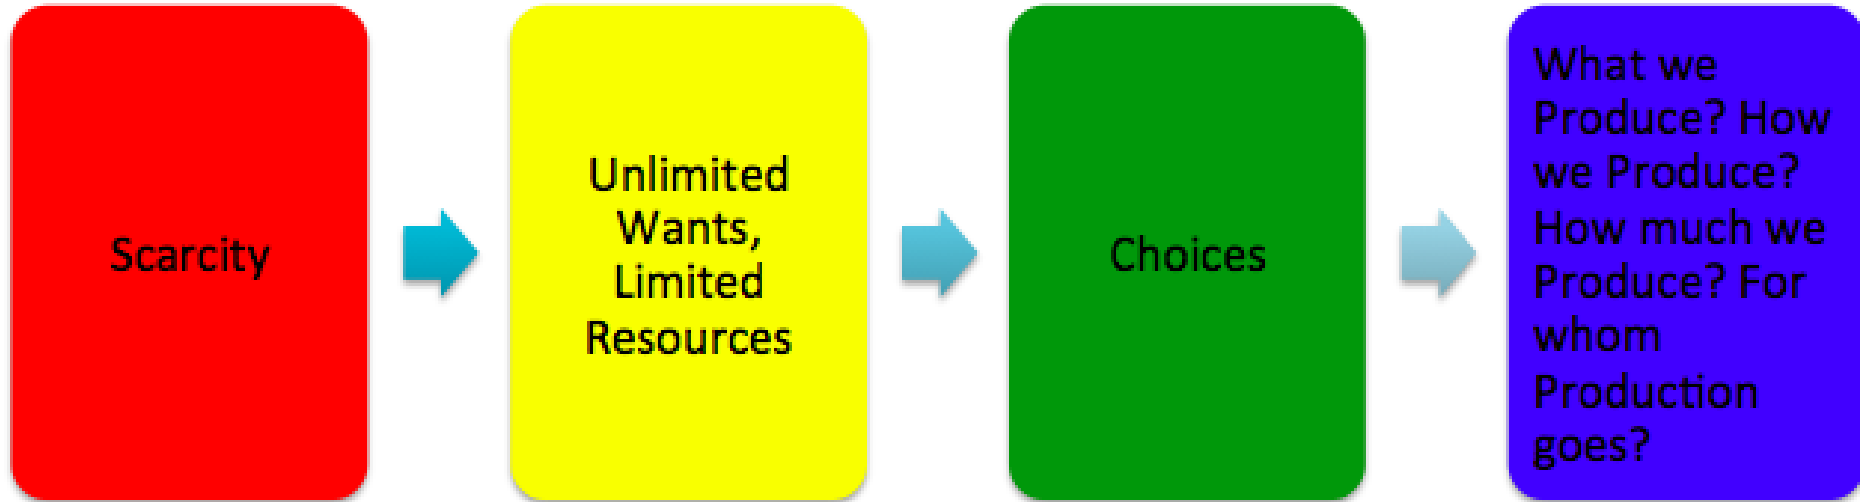 Scarcity
Unlimited
Wants,
Limited
Resources
Choices
What we
Produce? How
we Produce?
How much we
Produce? For
whom
Production
goes?